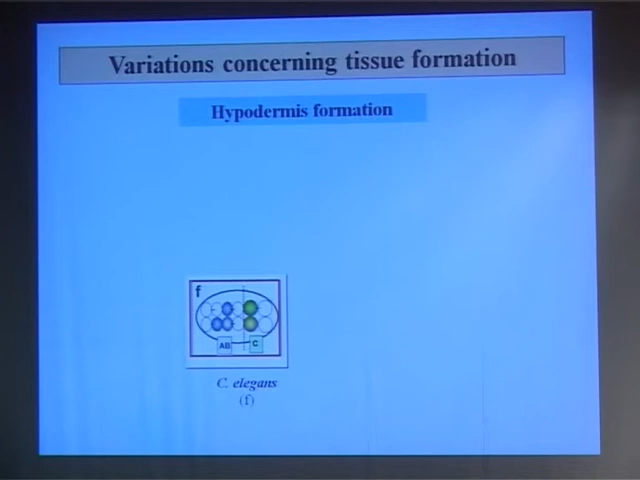 Variations concerning tissue formation
Hypodermis formation
f
AB
C
C. elegans
(f)